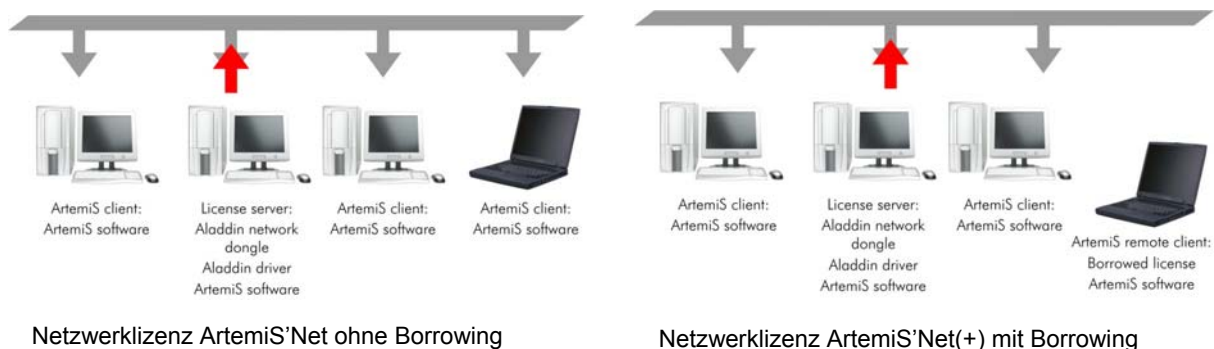 ArtemiS client:
ArtemiS software
License server:
Aladdin network
dongle
Aladdin driver
ArtemiS software
ArtemiS client:
ArtemiS software
ArtemiS client:
ArtemiS software
Netzwerklizenz ArtemiS’Net ohne Borrowing
ArtemiS client:
ArtemiS software
License server:
Aladdin network
dongle
Aladdin driver
ArtemiS software
ArtemiS client:
ArtemiS software
ArtemiS remote client:
Borrowed license
ArtemiS software
Netzwerklizenz ArtemiS’Net(+) mit Borrowing